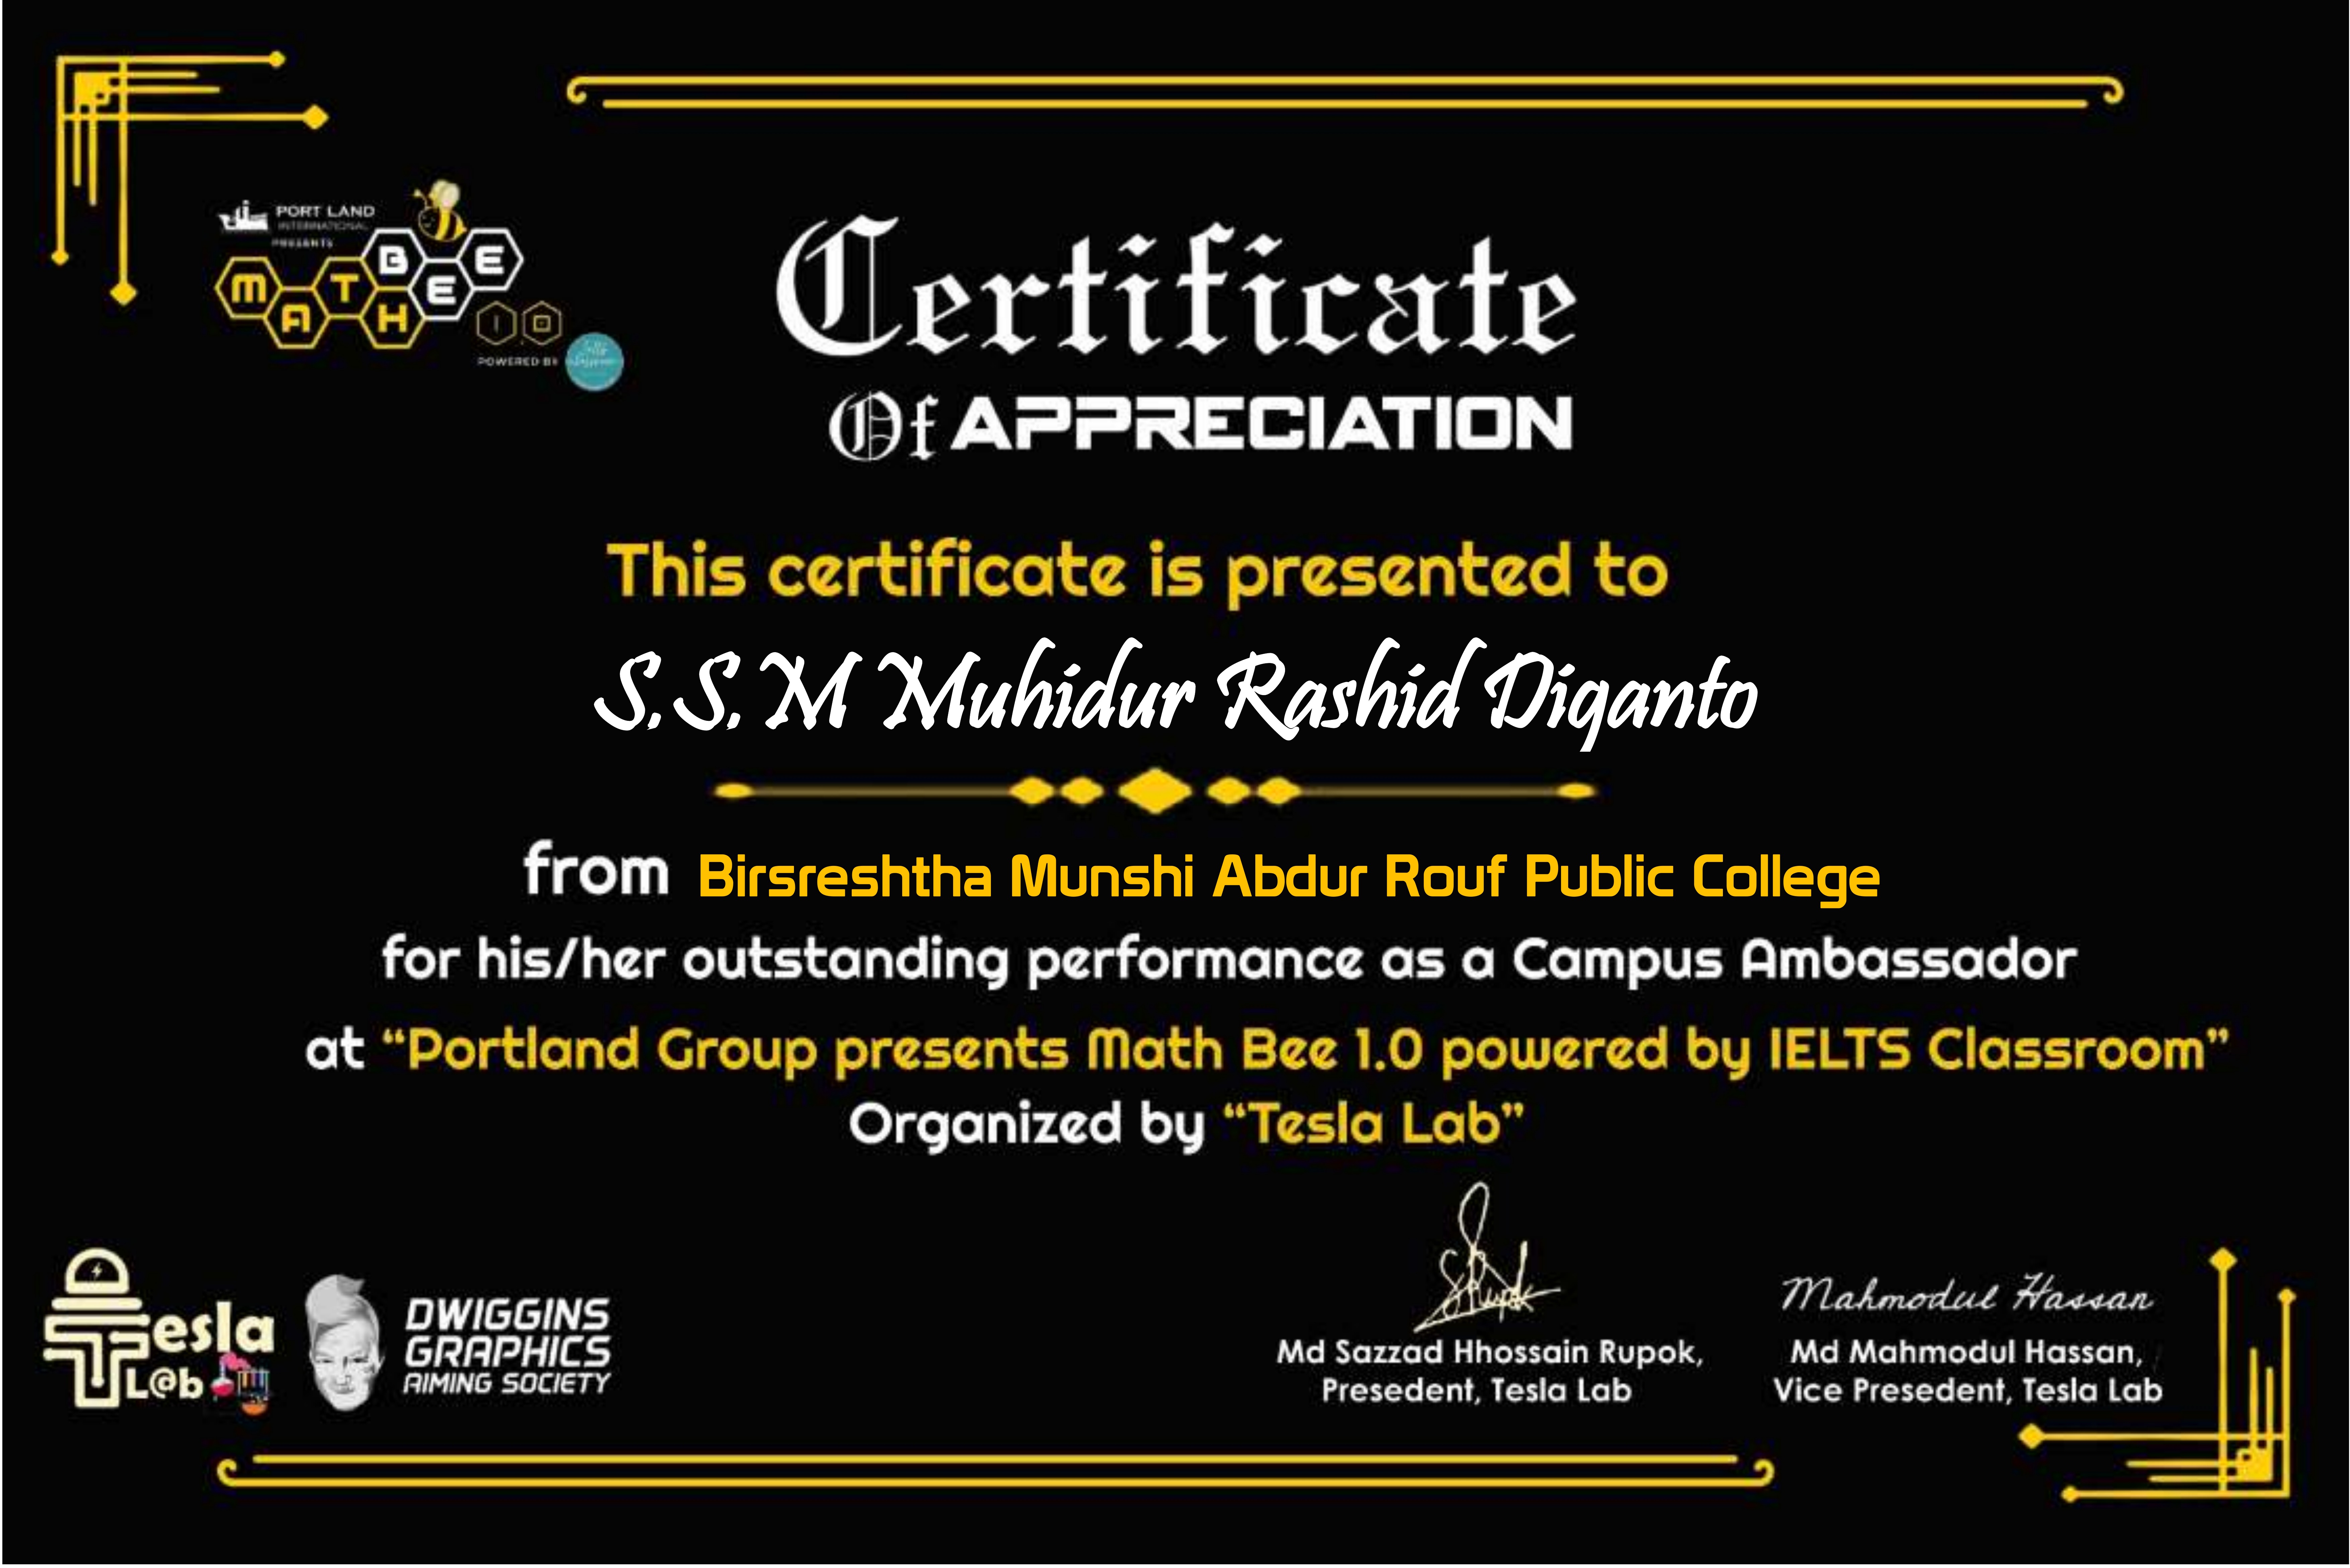 PORT LAND
INTERNATIONAL
PRESENTS
MATH BEE
1.0
POWERED BY
Certificate
Of APPRECIATION
This certificate is presented to
S.S.M Muhidur Rashid Diganto
from Birsreshtha Munshi Abdur Rouf Public College
for his/her outstanding performance as a Campus Ambassador
at “Portland Group presents Math Bee 1.0 powered by IELTS Classroom”
Organized by “Tesla Lab”
Tesla
L@b
DWIGGINS
GRAPHICS
AIMING SOCIETY
SRupok
Md Sazzad Hhossain Rupok,
Presedent, Tesla Lab
Mahmodul Hassan
Md Mahmodul Hassan,
Vice Presedent, Tesla Lab